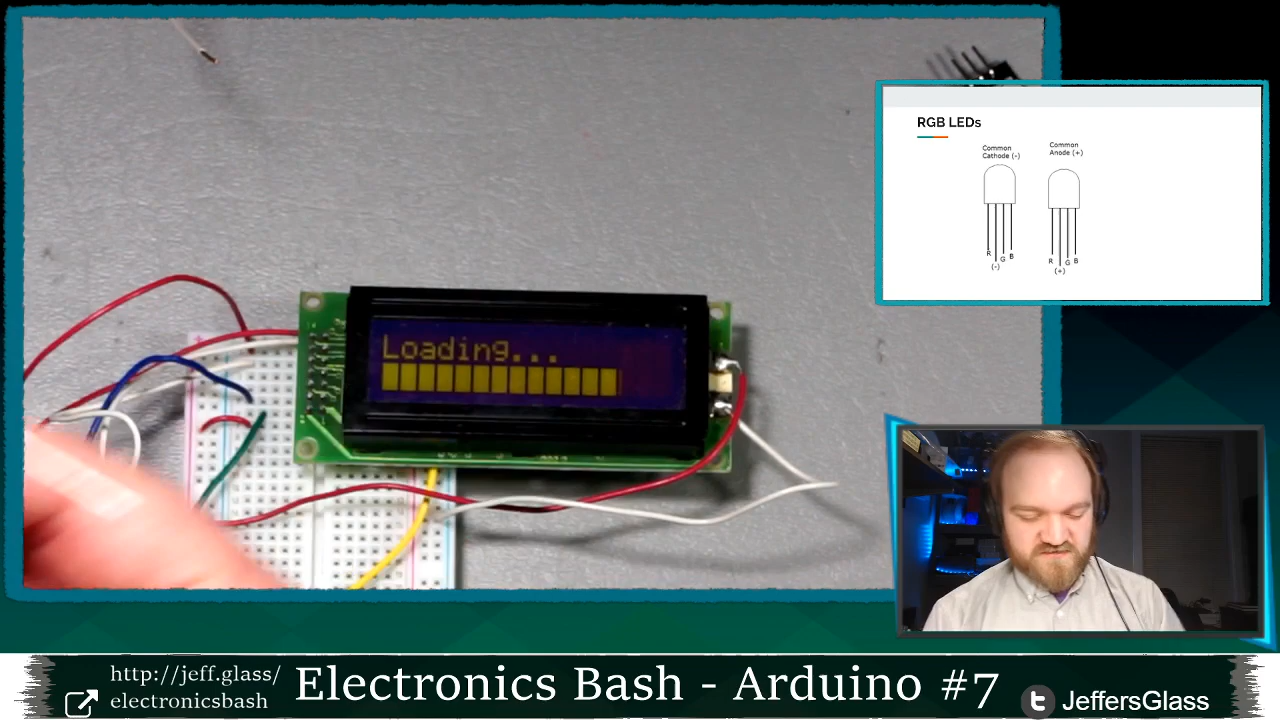 RGB LEDs
Common
Cathode (-)
Common
Anode (+)
R
(-)
G
B
R
(+)
G
B
Loading...
http://jeff.glass/
electronicsbash
Electronics Bash - Arduino #7
JeffersGlass